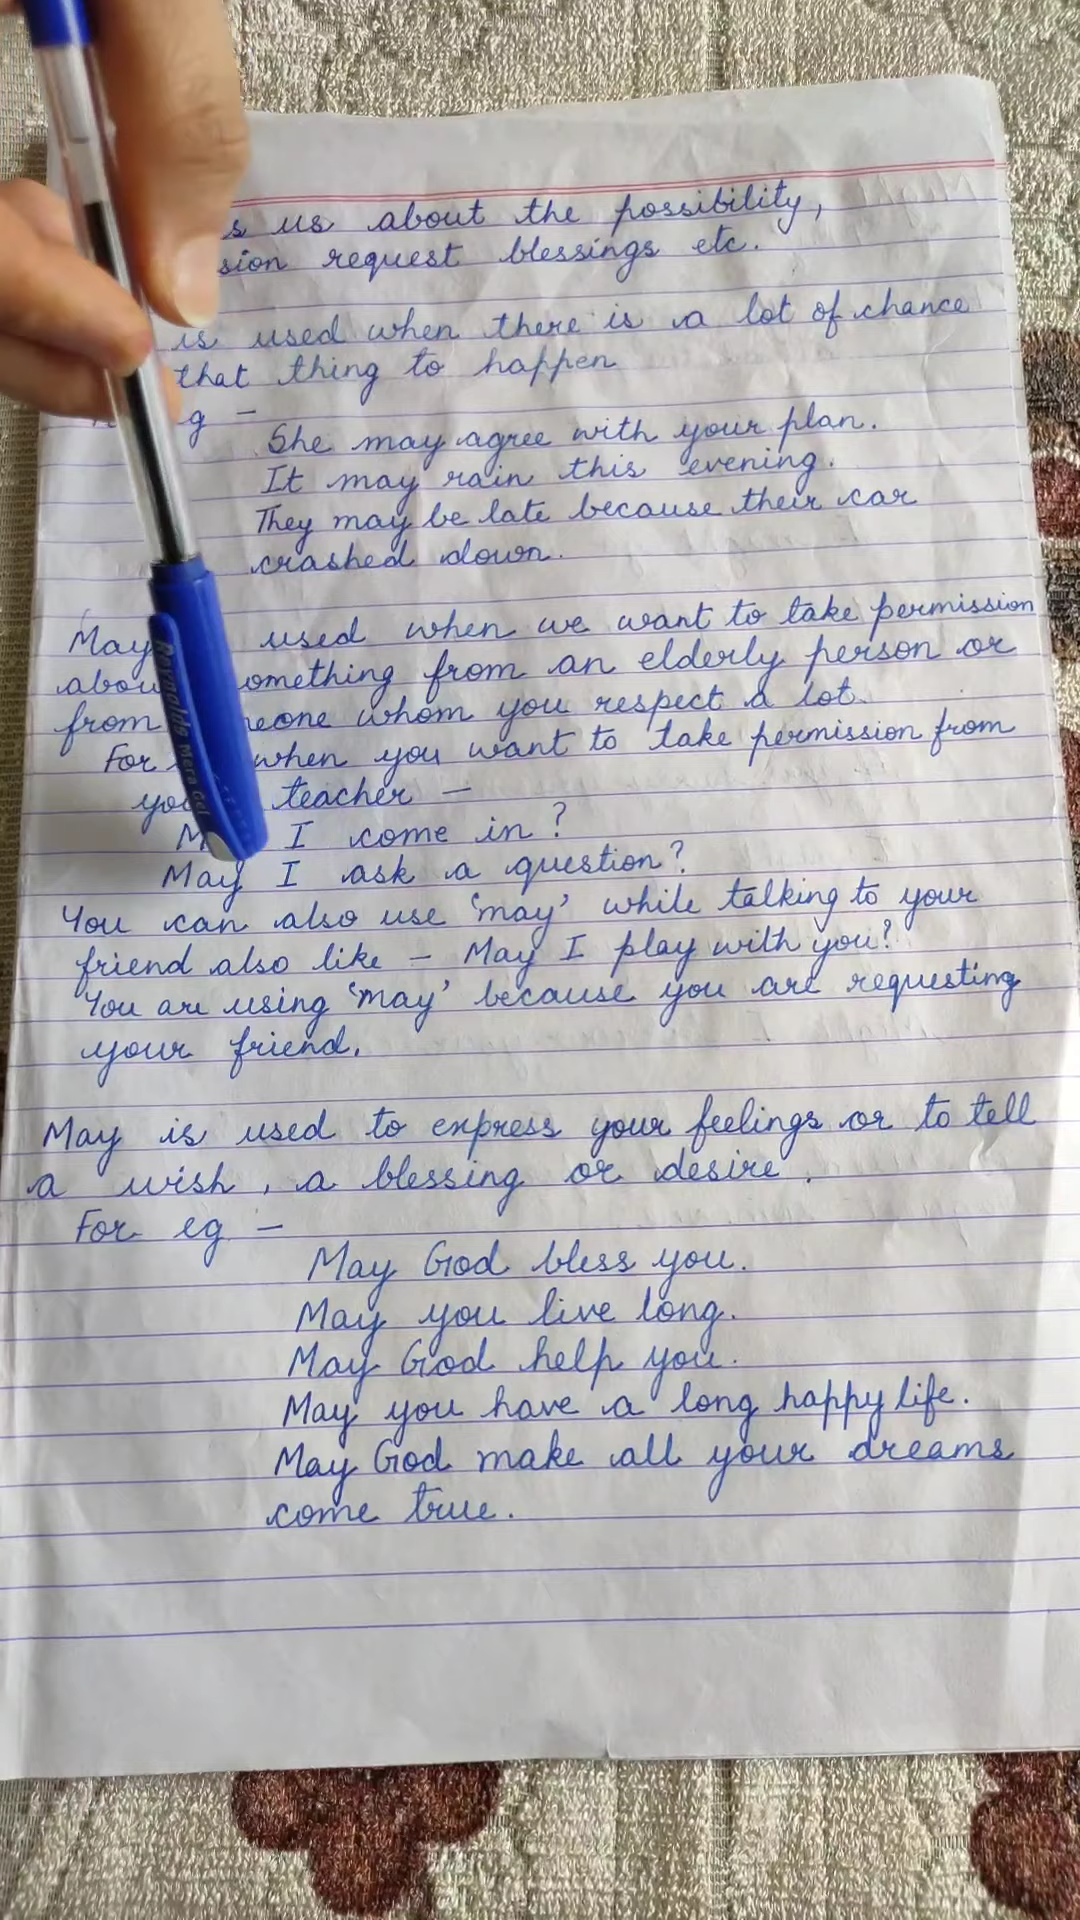 us about the possibility,
request blessings etc.
is used when there is a lot of chance
that thing to happen
g -
She may agree with your plan.
It may rain this evening.
They may be late because their car
crashed down.
May used when we want to take permission
from an elderly person or
from whom you respect a lot.
For when you want to take permission from
teacher -
I come in?
May I ask a question?
You can also use 'may' while talking to your
friend also like - May I play with you?
You are using 'may' because you are requesting
your friend.
May is used to express your feelings or to tell
a wish, a blessing or desire.
For eg -
May God bless you.
May you live long.
May God help you.
May you have a long happy life.
May God make all your dreams
come true.
Reynolds Mera Gel